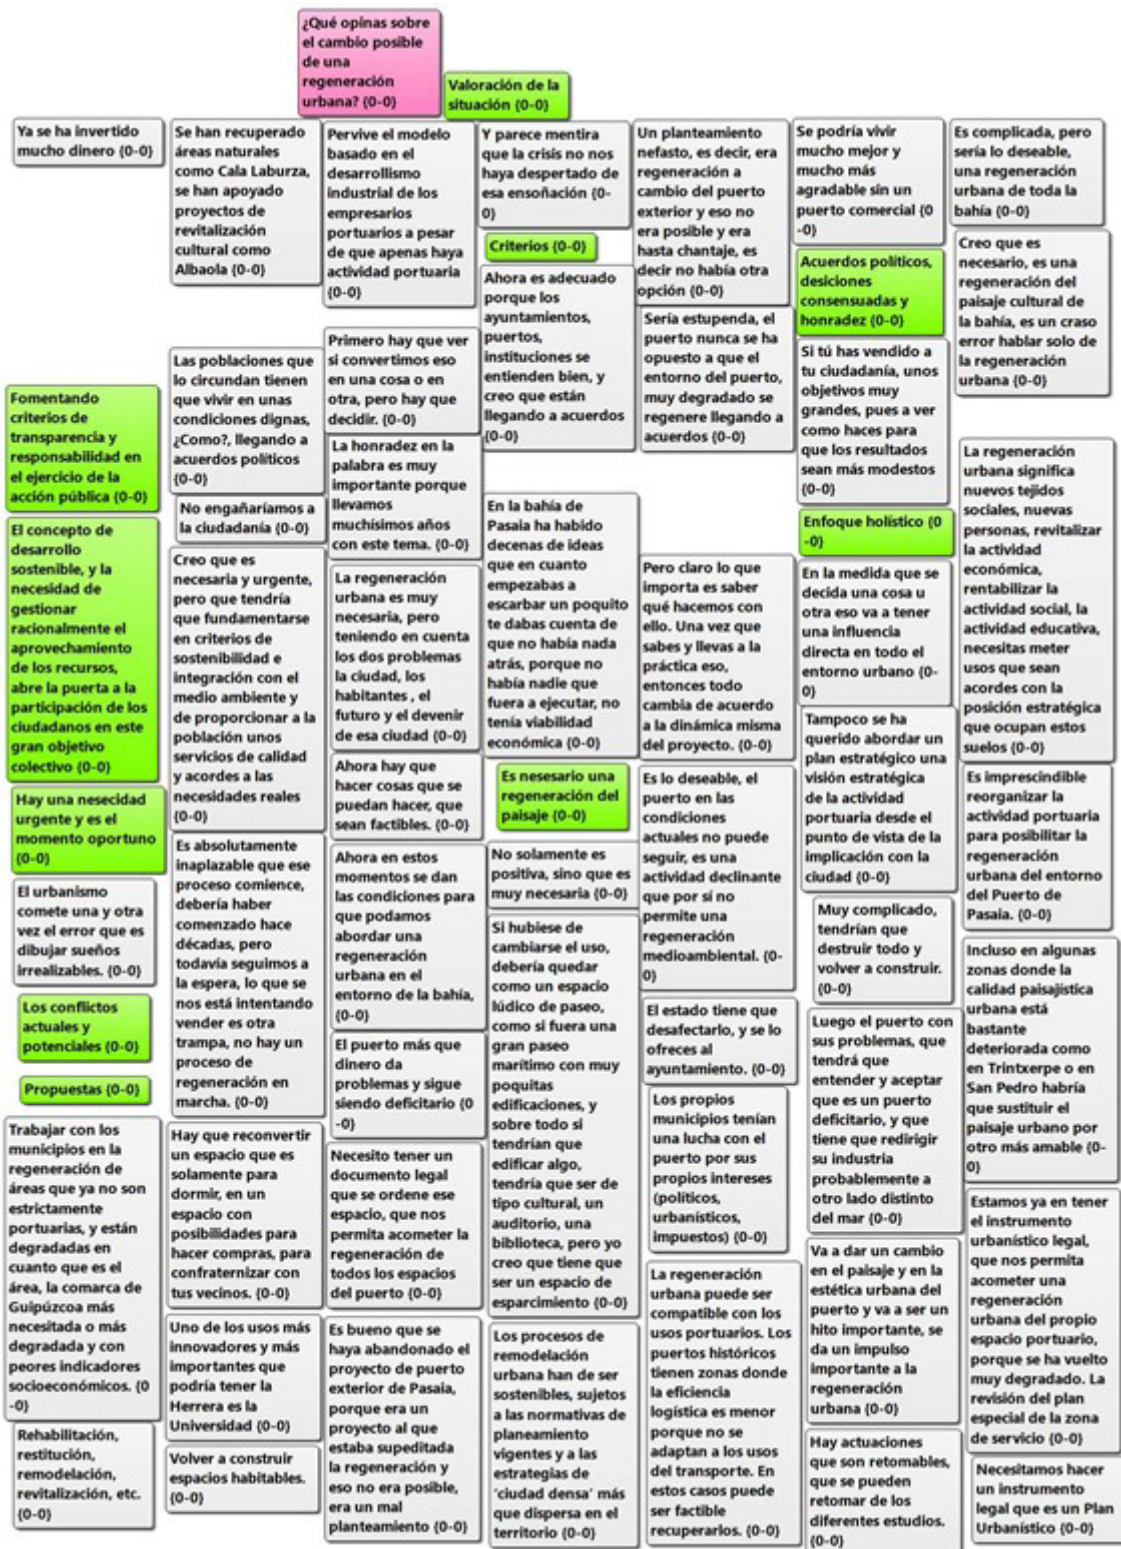 ¿Qué opinas sobre
el cambio posible
de una
regeneración
urbana? {0-0}
Valoración de la
situación {0-0}
Ya se ha invertido
mucho dinero {0-0}
Se han recuperado
áreas naturales
como Cala Laburza,
se han apoyado
proyectos de
revitalización
cultural como
Albaola {0-0}
Pervive el modelo
basado en el
desarrollismo
industrial de los
empresarios
portuarios a pesar
de que apenas haya
actividad portuaria
{0-0}
Y parece mentira
que la crisis no nos
haya despertado de
esa ensoñación {0-
0}
Un planteamiento
nefasto, es decir, era
regeneración a
cambio del puerto
exterior y eso no
era posible y era
hasta chantaje, es
decir no había otra
opción {0-0}
Se podría vivir
mucho mejor y
mucho más
agradable sin un
puerto comercial {0
-0}
Es complicada, pero
sería lo deseable,
una regeneración
urbana de toda la
bahía {0-0}
Criterios {0-0}
Creo que es
necesario, es una
regeneración del
paisaje cultural de
la bahía, es un craso
error hablar solo de
la regeneración
urbana {0-0}
Acuerdos políticos,
desiciones
consensuadas y
honradez {0-0}
Ahora es adecuado
porque los
ayuntamientos,
puertos,
instituciones se
entienden bien, y
creo que están
llegando a acuerdos
{0-0}
Sería estupenda, el
puerto nunca se ha
opuesto a que el
entorno del puerto,
muy degradado se
regenere llegando a
acuerdos {0-0}
Primero hay que ver
si convertimos eso
en una cosa o en
otra, pero hay que
decidir. {0-0}
Si tú has vendido a
tu ciudadanía, unos
objetivos muy
grandes, pues a ver
como haces para
que los resultados
sean más modestos
{0-0}
Las poblaciones que
lo circundan tienen
que vivir en unas
condiciones dignas,
¿Como?, llegando a
acuerdos políticos
{0-0}
Fomentando
criterios de
transparencia y
responsabilidad en
el ejercicio de la
acción pública {0-0}
La honradez en la
palabra es muy
importante porque
llevamos
muchísimos años
con este tema. {0-0}
La regeneración
urbana significa
nuevos tejidos
sociales, nuevas
personas, revitalizar
la actividad
económica,
rentabilizar la
actividad social, la
actividad educativa,
necesitas meter
usos que sean
acordes con la
posición estratégica
que ocupan estos
suelos {0-0}
No engañaríamos a
la ciudadanía {0-0}
En la bahía de
Pasaia ha habido
decenas de ideas
que en cuanto
empezabas a
escarbar un poquito
te dabas cuenta de
que no había nada
atrás, porque no
había nadie que
fuera a ejecutar, no
tenía viabilidad
económica {0-0}
Enfoque holístico {0
-0}
El concepto de
desarrollo
sostenible, y la
necesidad de
gestionar
racionalmente el
aprovechamiento
de los recursos,
abre la puerta a la
participación de los
ciudadanos en este
gran objetivo
colectivo {0-0}
Creo que es
necesaria y urgente,
pero que tendría
que fundamentarse
en criterios de
sostenibilidad e
integración con el
medio ambiente y
de proporcionar a la
población unos
servicios de calidad
y acordes a las
necesidades reales
{0-0}
La regeneración
urbana es muy
necesaria, pero
teniendo en cuenta
los dos problemas
la ciudad, los
habitantes , el
futuro y el devenir
de esa ciudad {0-0}
Pero claro lo que
importa es saber
qué hacemos con
ello. Una vez que
sabes y llevas a la
práctica eso,
entonces todo
cambia de acuerdo
a la dinámica misma
del proyecto. {0-0}
En la medida que se
decida una cosa u
otra eso va a tener
una influencia
directa en todo el
entorno urbano {0-
0}
Tampoco se ha
querido abordar un
plan estratégico una
visión estratégica
de la actividad
portuaria desde el
punto de vista de la
implicación con la
ciudad {0-0}
Ahora hay que
hacer cosas que se
puedan hacer, que
sean factibles. {0-0}
Es nesesario una
regeneración del
paisaje {0-0}
Es lo deseable, el
puerto en las
condiciones
actuales no puede
seguir, es una
actividad declinante
que por sí no
permite una
regeneración
medioambiental. {0-
0}
Es imprescindible
reorganizar la
actividad portuaria
para posibilitar la
regeneración
urbana del entorno
del Puerto de
Pasaia. {0-0}
Hay una nesecidad
urgente y es el
momento oportuno
{0-0}
Es absolutamente
inaplazable que ese
proceso comience,
debería haber
comenzado hace
décadas, pero
todavía seguimos a
la espera, lo que se
nos está intentando
vender es otra
trampa, no hay un
proceso de
regeneración en
marcha. {0-0}
Ahora en estos
momentos se dan
las condiciones para
que podamos
abordar una
regeneración
urbana en el
entorno de la bahía,
{0-0}
No solamente es
positiva, sino que es
muy necesaria {0-0}
El urbanismo
comete una y otra
vez el error que es
dibujar sueños
irrealizables. {0-0}
Muy complicado,
tendrían que
destruir todo y
volver a construir.
{0-0}
Si hubiese de
cambiarse el uso,
debería quedar
como un espacio
lúdico de paseo,
como si fuera una
gran paseo
marítimo con muy
poquitas
edificaciones, y
sobre todo si
tendrían que
edificar algo,
tendría que ser de
tipo cultural, un
auditorio, una
biblioteca, pero yo
creo que tiene que
ser un espacio de
esparcimiento {0-0}
Incluso en algunas
zonas donde la
calidad paisajística
urbana está
bastante
deteriorada como
en Trintxerpe o en
San Pedro habría
que sustituir el
paisaje urbano por
otro más amable {0-
0}
Los conflictos
actuales y
potenciales {0-0}
El estado tiene que
desafectarlo, y se lo
ofreces al
ayuntamiento. {0-0}
Luego el puerto con
sus problemas, que
tendrá que
entender y aceptar
que es un puerto
deficitario, y que
tiene que redirigir
su industria
probablemente a
otro lado distinto
del mar {0-0}
El puerto más que
dinero da
problemas y sigue
siendo deficitario {0
-0}
Propuestas {0-0}
Los propios
municipios tenían
una lucha con el
puerto por sus
propios intereses
(políticos,
urbanísticos,
impuestos) {0-0}
Trabajar con los
municipios en la
regeneración de
áreas que ya no son
estrictamente
portuarias, y están
degradadas en
cuanto que es el
área, la comarca de
Guipúzcoa más
necesitada o más
degradada y con
peores indicadores
socioeconómicos. {0
-0}
Hay que reconvertir
un espacio que es
solamente para
dormir, en un
espacio con
posibilidades para
hacer compras, para
confraternizar con
tus vecinos. {0-0}
Necesito tener un
documento legal
que se ordene ese
espacio, que nos
permita acometer la
regeneración de
todos los espacios
del puerto {0-0}
Estamos ya en tener
el instrumento
urbanístico legal,
que nos permita
acometer una
regeneración
urbana del propio
espacio portuario,
porque se ha vuelto
muy degradado. La
revisión del plan
especial de la zona
de servicio {0-0}
Va a dar un cambio
en el paisaje y en la
estética urbana del
puerto y va a ser un
hito importante, se
da un impulso
importante a la
regeneración
urbana {0-0}
La regeneración
urbana puede ser
compatible con los
usos portuarios. Los
puertos históricos
tienen zonas donde
la eficiencia
logística es menor
porque no se
adaptan a los usos
del transporte. En
estos casos puede
ser factible
recuperarlos. {0-0}
Uno de los usos más
innovadores y más
importantes que
podría tener la
Herrera es la
Universidad {0-0}
Es bueno que se
haya abandonado el
proyecto de puerto
exterior de Pasaia,
porque era un
proyecto al que
estaba supeditada
la regeneración y
eso no era posible,
era un mal
planteamiento {0-0}
Los procesos de
remodelación
urbana han de ser
sostenibles, sujetos
a las normativas de
planeamiento
vigentes y a las
estrategias de
'ciudad densa' más
que dispersa en el
territorio {0-0}
Rehabilitación,
restitución,
remodelación,
revitalización, etc.
{0-0}
Volver a construir
espacios habitables.
{0-0}
Hay actuaciones
que son retomables,
que se pueden
retomar de los
diferentes estudios.
{0-0}
Necesitamos hacer
un instrumento
legal que es un Plan
Urbanístico {0-0}